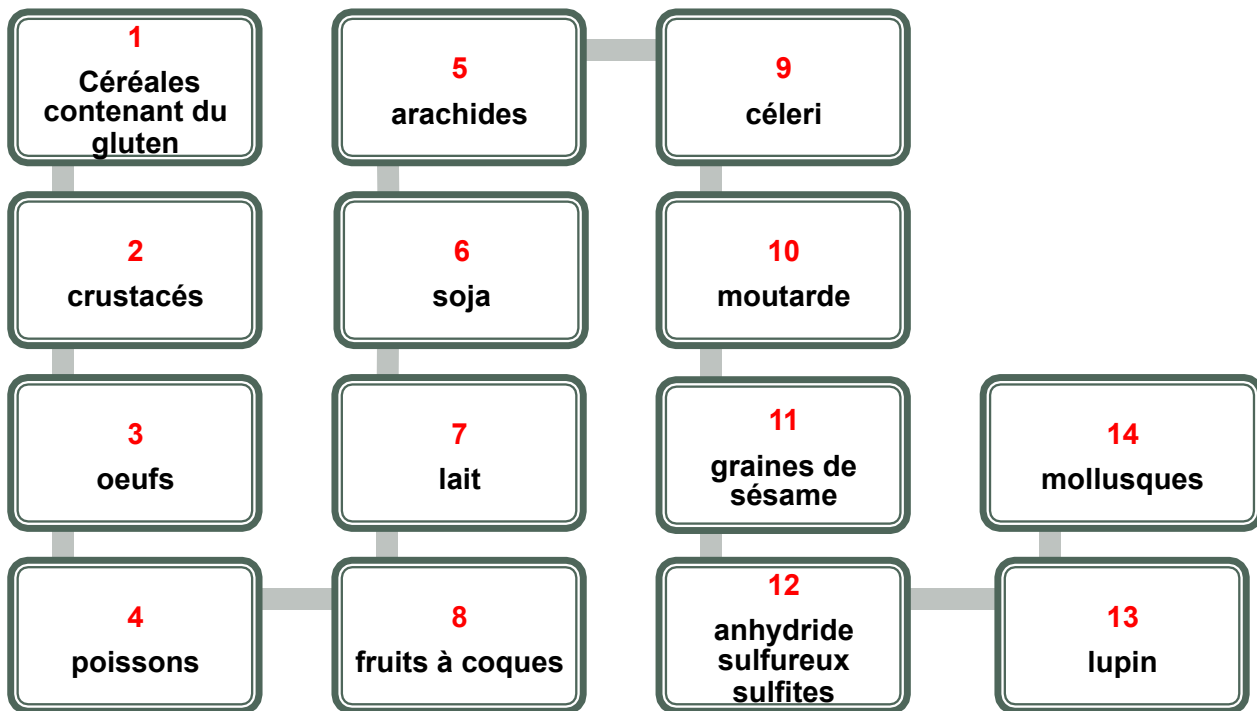 1
Céréales
contenant du
gluten
2
crustacés
3
oeufs
4
poissons
5
arachides
6
soja
7
lait
8
fruits à coques
9
céleri
10
moutarde
11
graines de
sésame
12
anhydride
sulfureux
sulfites
13
lupin
14
mollusques